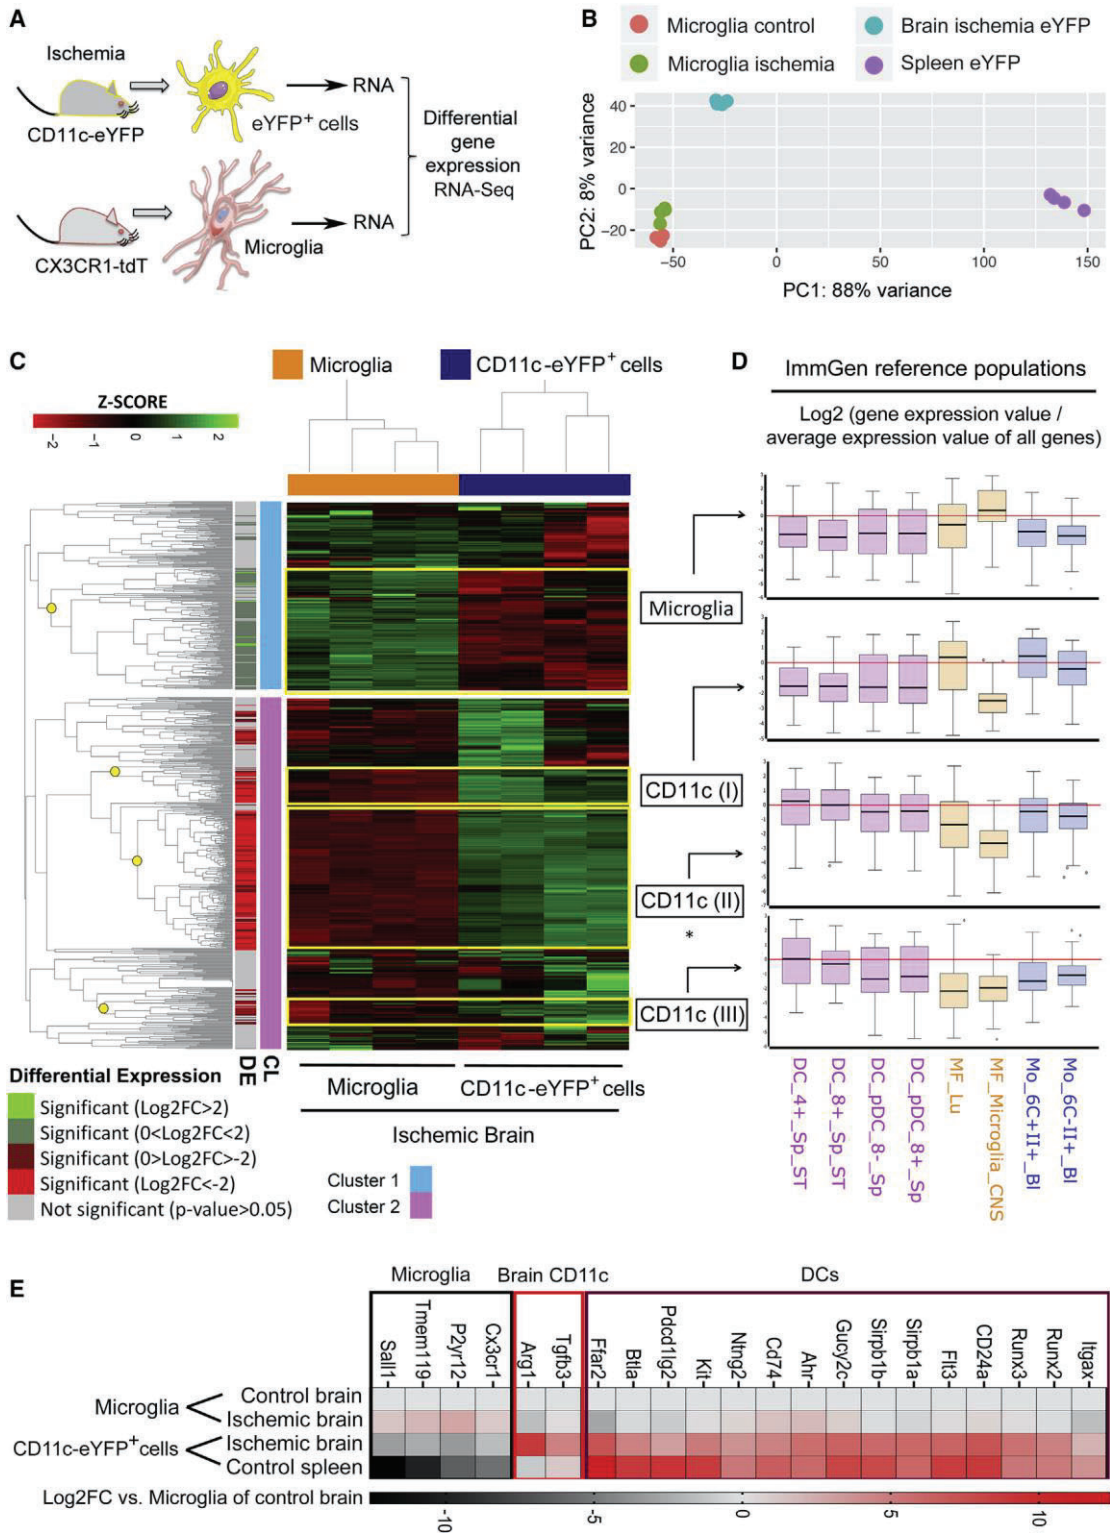 A
Ischemia
CD11c-eYFP
eYFP+ cells
RNA
CX3CR1-tdT
Microglia
RNA
Differential
gene
expression
RNA-Seq
B
Microglia control
Brain ischemia eYFP
Microglia ischemia
Spleen eYFP
PC2: 8% variance
40
20
0
−20
−50
0
50
100
150
PC1: 88% variance
C
Microglia
CD11c-eYFP+ cells
Z-SCORE
-2
-1
0
1
2
Microglia
CD11c (I)
CD11c (II)
*
CD11c (III)
DE
CL
Microglia
CD11c-eYFP+ cells
Ischemic Brain
Cluster 1
Cluster 2
Differential Expression
Significant (Log2FC>2)
Significant (0<Log2FC<2)
Significant (0>Log2FC>-2)
Significant (Log2FC<-2)
Not significant (p-value>0.05)
D
ImmGen reference populations
Log2 (gene expression value /
average expression value of all genes)
DC_4+_Sp_ST
DC_8+_Sp_ST
DC_pDC_8-_Sp
DC_pDC_8+_Sp
MF_Lu
MF_Microglia_CNS
Mo_6C+II+_Bl
Mo_6C-II+_Bl
E
Microglia
Brain CD11c
DCs
Sall1
Tmem119
P2yr12
Cx3cr1
Arg1
Tgfb3
Ffar2
Btla
Pdcd1lg2
Kit
Ntng2
Cd74
Ahr
Gucy2c
Sirpb1b
Sirpb1a
Flt3
CD24a
Runx3
Runx2
Itgax
Microglia
Control brain
Ischemic brain
CD11c-eYFP+cells
Ischemic brain
Control spleen
Log2FC vs. Microglia of control brain
-10
-5
0
5
10